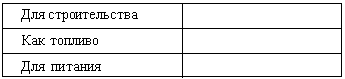 Для строительства
Как топливо
Для питания